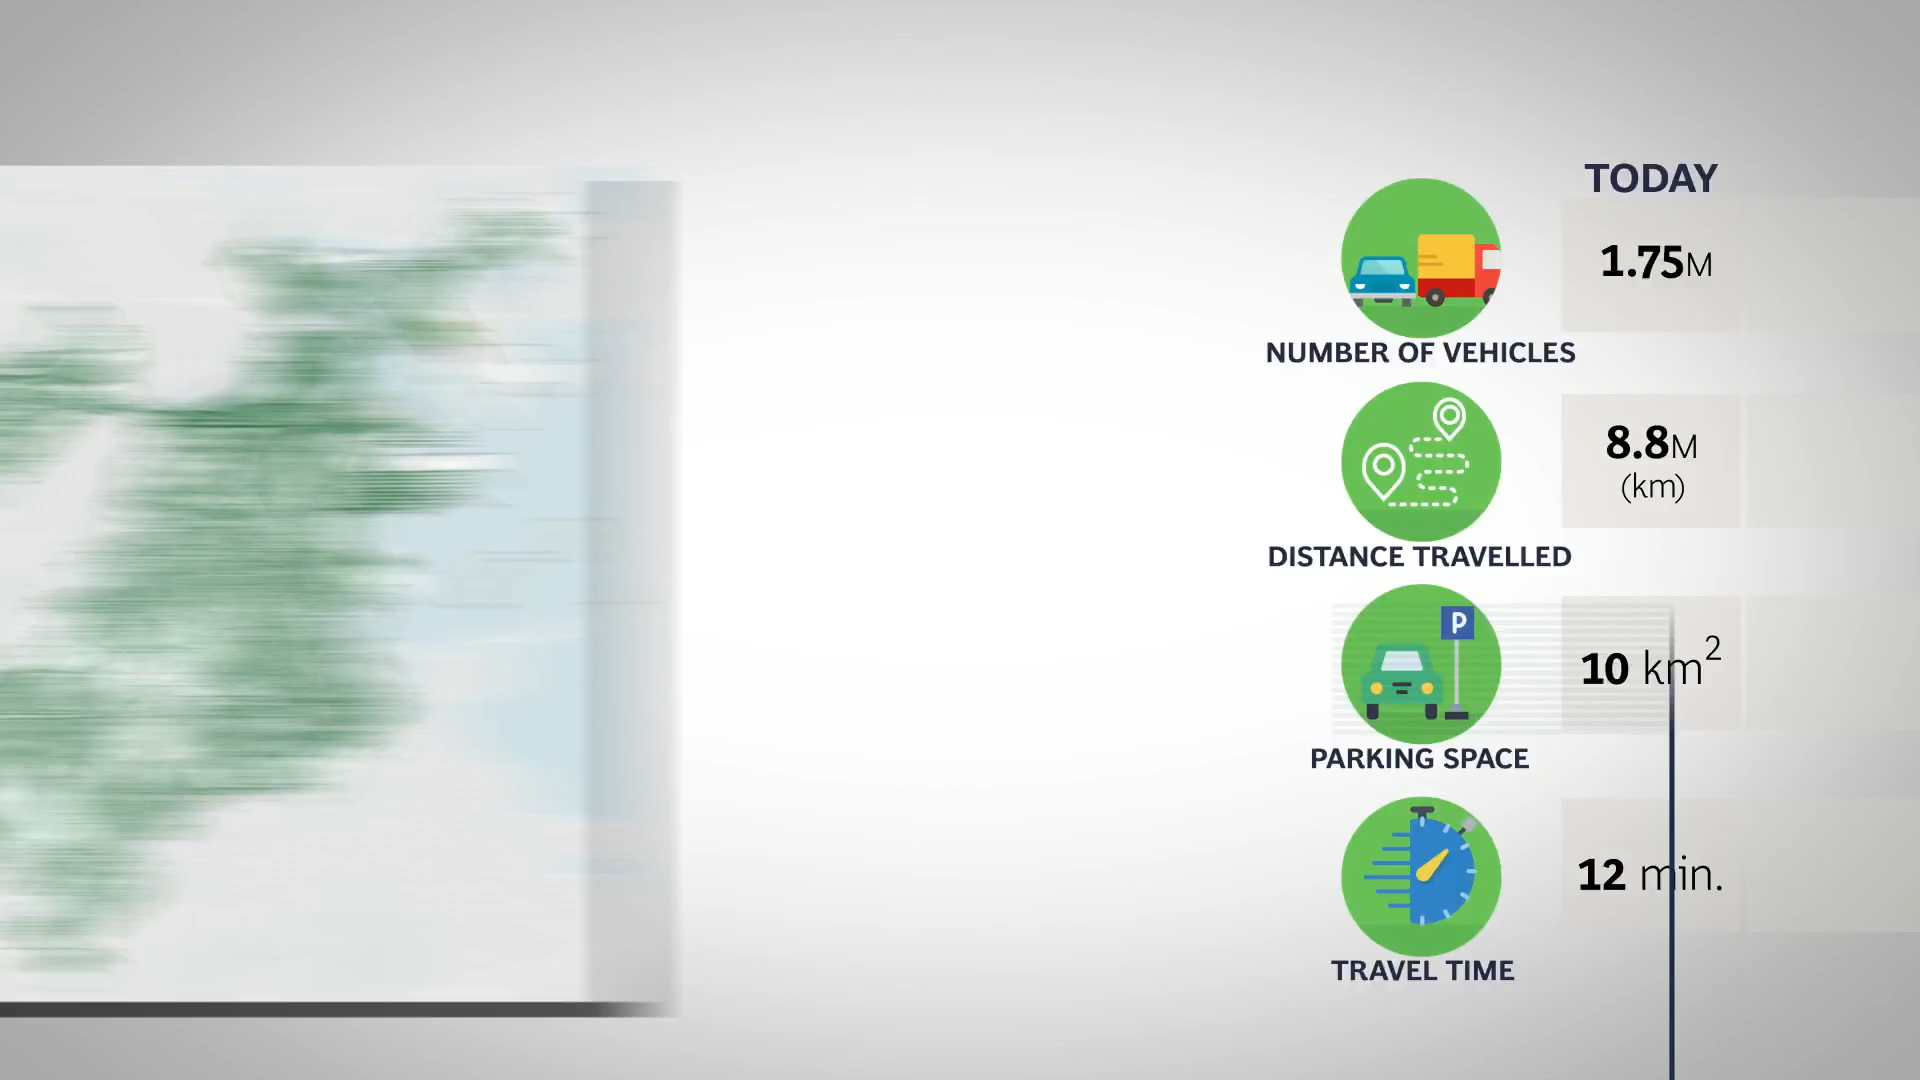 TODAY
1.75M
NUMBER OF VEHICLES
8.8M
(km)
DISTANCE TRAVELLED
P
10 km²
PARKING SPACE
12 min.
TRAVEL TIME